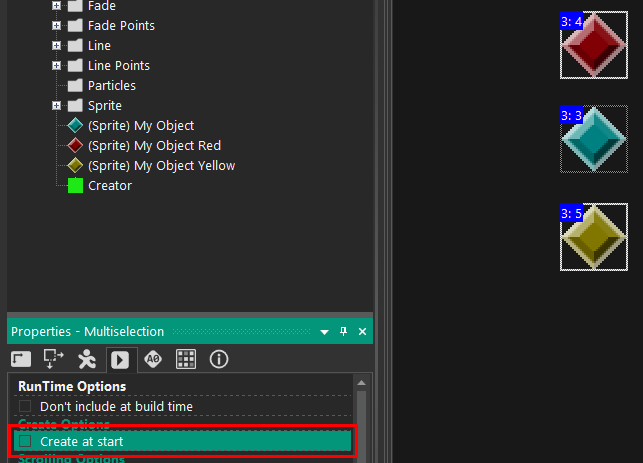 Fade
Fade Points
Line
Line Points
Particles
Sprite
(Sprite) My Object
(Sprite) My Object Red
(Sprite) My Object Yellow
Creator
3: 4
3: 3
3: 5
Properties - Multiselection
A0
RunTime Options
Don't include at build time
Create Options
Create at start
Scrolling Options